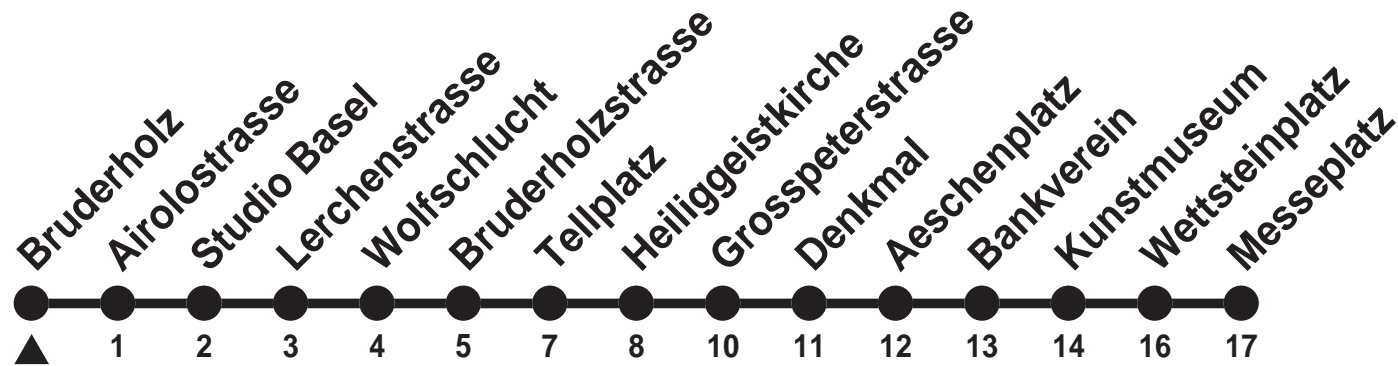 Bruderholz
Airolostrasse
Studio Basel
Lerchenstrasse
Wolfschlucht
Bruderholzstrasse
Tellplatz
Heiliggeistkirche
Grosspeterstrasse
Denkmal
Aeschenplatz
Bankverein
Kunstmuseum
Wettsteinplatz
Messeplatz
1 2 3 4 5 7 8 10 11 12 13 14 16 17